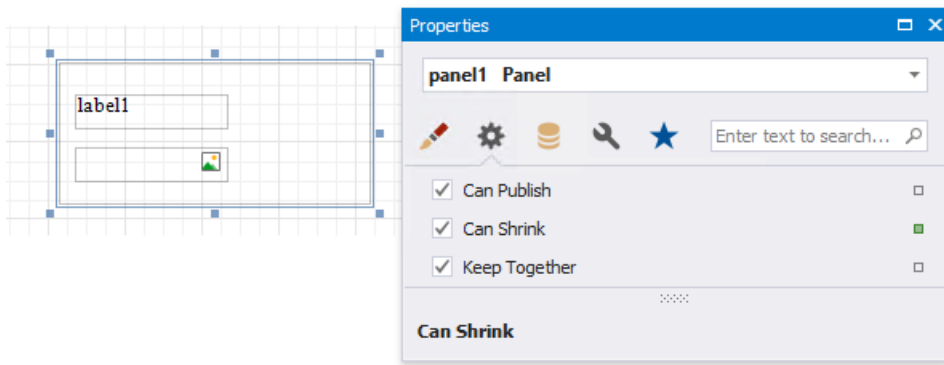 Properties
panel1 Panel
label1
Enter text to search...
Can Publish
Can Shrink
Keep Together
Can Shrink